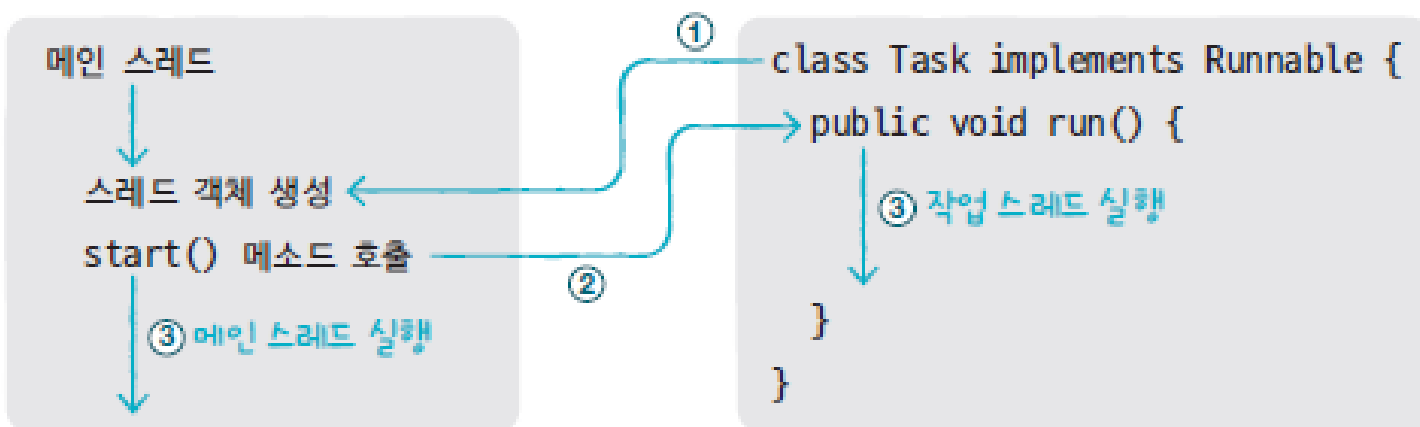 메인 스레드
스레드 객체 생성
start() 메소드 호출
③ 메인 스레드 실행
①
②
class Task implements Runnable {
public void run() {
③ 작업 스레드 실행
}
}